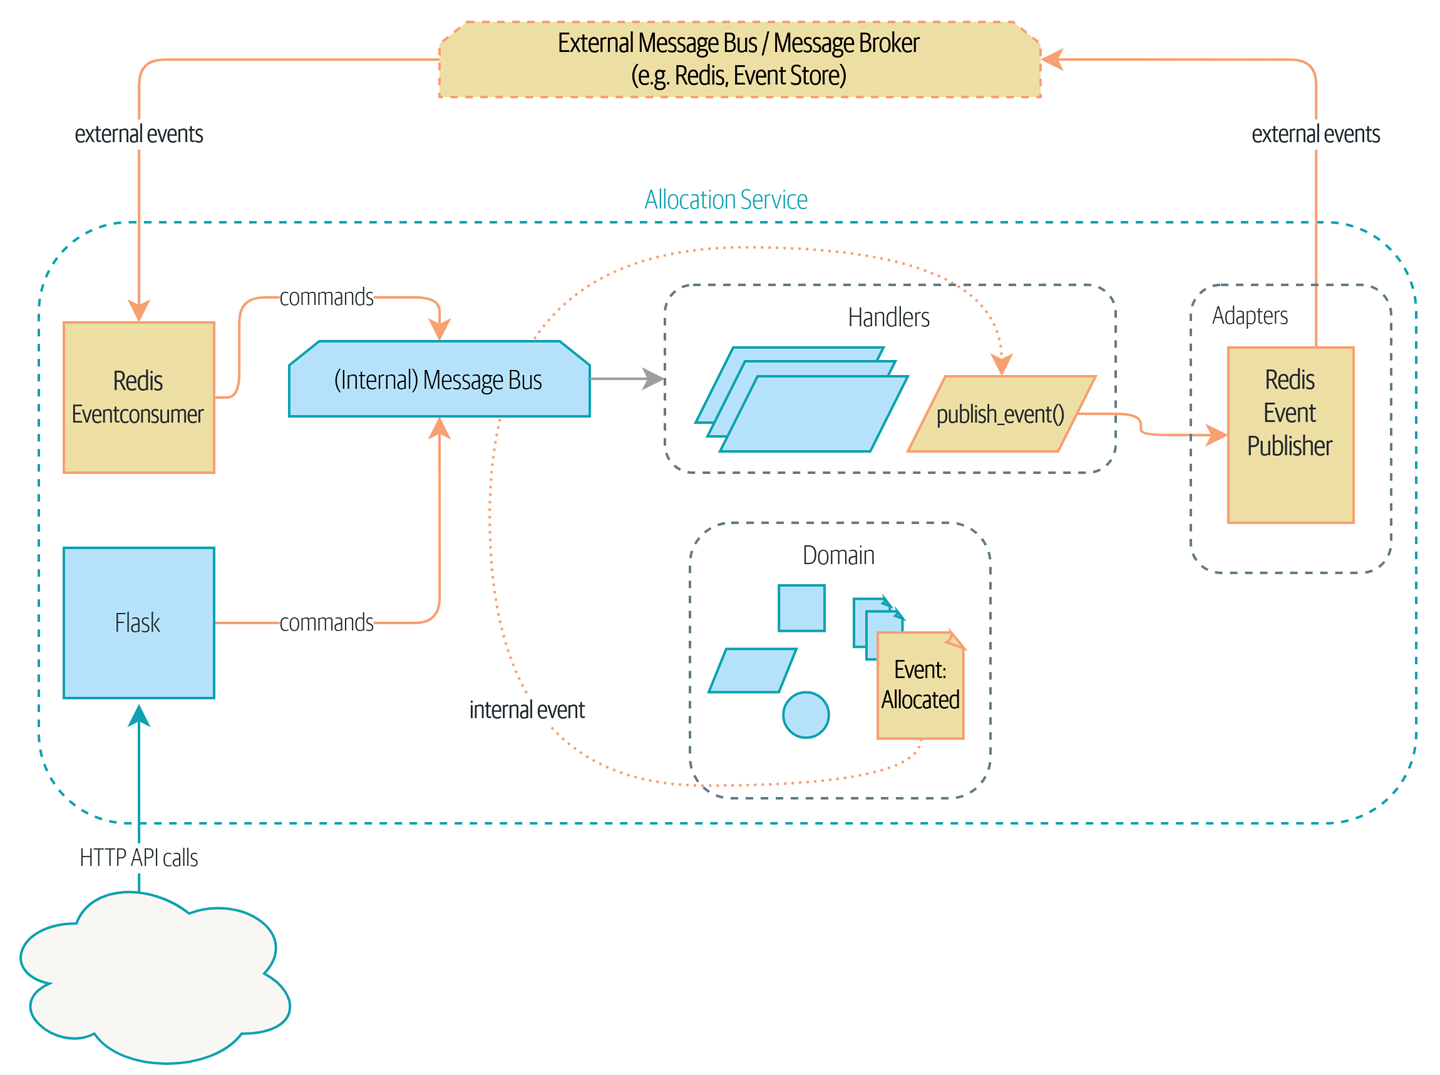 External Message Bus / Message Broker
(e.g. Redis, Event Store)
external events
external events
Allocation Service
commands
Handlers
Adapters
Redis
Eventconsumer
(Internal) Message Bus
publish_event()
Redis
Event
Publisher
Domain
Flask
commands
Event:
Allocated
internal event
HTTP API calls